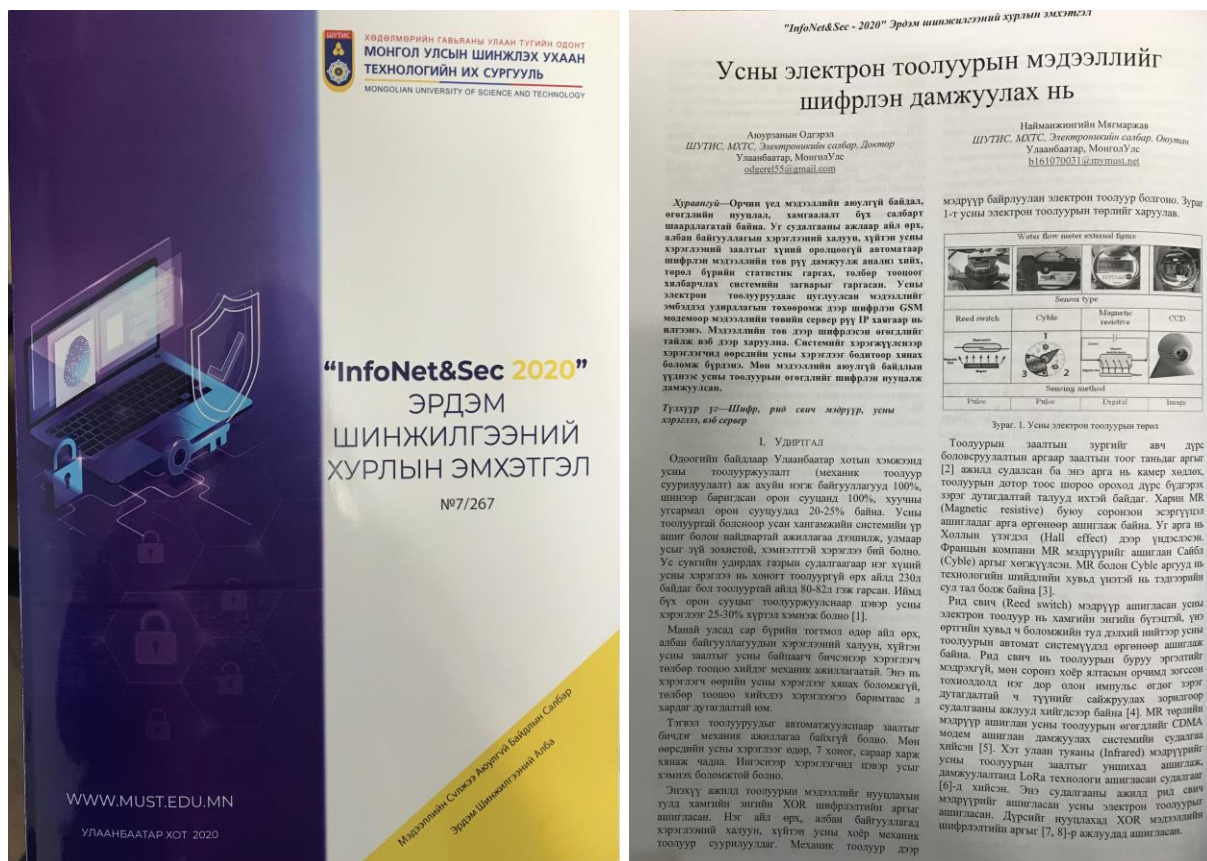 ШУТИС
ХӨДӨЛМӨРИЙН ГАВЬЯАНЫ УЛААН ТУГИЙН ОДОНТ
МОНГОЛ УЛСЫН ШИНЖЛЭХ УХААН
ТЕХНОЛОГИЙН ИХ СУРГУУЛЬ
MONGOLIAN UNIVERSITY OF SCIENCE AND TECHNOLOGY
“InfoNet&Sec 2020”
ЭРДЭМ
ШИНЖИЛГЭЭНИЙ
ХУРЛЫН ЭМХЭТГЭЛ
№7/267
Мэдээллийн Сүлжээ Аюулгүй Байдлын Салбар
Эрдэм Шинжилгээний Алба
WWW.MUST.EDU.MN
УЛААНБААТАР ХОТ 2020
"InfoNet&Sec - 2020" Эрдэм шинжилгээний хурлын эмхэтгэл
Усны электрон тоолуурын мэдээллийг
шифрлэн дамжуулах нь
Аюурзанын Одгэрэл
ШУТИС, МХТС, Электроникийн салбар, Доктор
Улаанбаатар, МонголУлс
odgerel55@gmail.com
Найманжингийн Мягмаржав
ШУТИС, МХТС, Электроникийн салбар, Оюутан
Улаанбаатар, МонголУлс
b161070031@mymust.net
Хураангуй—Орчин үед мэдээллийн аюулгүй байдал,
өгөгдлийн нууцлал, хамгаалалт бүх салбарт
шаардлагатай байна. Уг судалгааны ажлаар айл өрх,
албан байгууллагын хэрэглээний халуун, хүйтэн усны
хэрэглээний заалтыг хүний оролцоогүй автоматаар
шифрлэн мэдээллийн төв рүү дамжуулж анализ хийх,
төрөл бүрийн статистик гаргах, төлбөр тооцоог
хялбарчлах системийн загварыг гаргасан. Усны
электрон тоолууруудаас цуглуулсан мэдээллийг
эмбэддэд удирдлагын төхөөрөмж дээр шифрлэн GSM
модемоор мэдээллийн төвийн сервер рүү IP хаягаар нь
илгээнэ. Мэдээллийн төв дээр шифрлэсэн өгөгдлийг
тайлж вэб дээр харуулна. Системийг хэрэгжүүлснээр
хэрэглэгчид өөрсдийн усны хэрэглээг бодитоор хянах
боломж бүрдэнэ. Мөн мэдээллийн аюулгүй байдлын
үүднээс усны тоолуурын өгөгдлийг шифрлэн нууцалж
дамжуулсан.
Түлхүүр үг—Шифр, рид свич мэдрүүр, усны
хэрэглээ, вэб сервер
I. УДИРТГАЛ
Одоогийн байдлаар Улаанбаатар хотын хэмжээнд
усны тоолууржуулалт (механик тоолуур
суурилуулалт) аж ахуйн нэгж байгууллагууд 100%,
шинээр баригдсан орон сууцанд 100%, хуучны
угсармал орон сууцуудад 20-25% байна. Усны
тоолууртай болсноор усан хангамжийн системийн үр
ашиг болон найдвартай ажиллагаа дээшилж, улмаар
усыг зүй зохистой, хэмнэлттэй хэрэглээ бий болно.
Ус сувгийн удирдах газрын судалгаагаар нэг хүний
усны хэрэглээ нь хоногт тоолуургүй өрх айлд 230л
байдаг бол тоолууртай айлд 80-82л гэж гарсан. Иймд
бүх орон сууцыг тоолууржуулснаар цэвэр усны
хэрэглээг 25-30% хүртэл хэмнэж болно [1].
Манай улсад сар бүрийн тогтмол өдөр айл өрх,
албан байгууллагуудын хэрэглээний халуун, хүйтэн
усны заалтыг усны байцаагч бичсэнээр хэрэглэгч
төлбөр тооцоо хийдэг механик ажиллагаатай. Энэ нь
хэрэглэгч өөрийн усны хэрэглээг хянах боломжгүй,
төлбөр тооцоо хийхдээ хэрэглээгээ баримтаас л
хардаг дутагдалтай юм.
Тэгвэл тоолууруудыг автоматжуулснаар заалтыг
бичдэг механик ажиллагаа байхгүй болно. Мөн
өөрсдийн усны хэрэглээг өдөр, 7 хоног, сараар харж
хянаж чадна. Ингэснээр хэрэглэгчид цэвэр усыг
хэмнэх боломжтой болно.
Энэхүү ажилд тоолуурын мэдээллийг нууцлахын
тулд хамгийн энгийн XOR шифрлэлтийн аргыг
ашигласан. Нэг айл өрх, албан байгууллагад
хэрэглээний халуун, хүйтэн усны хоёр механик
тоолуур суурилуулдаг. Механик тоолуур дээр
мэдрүүр байрлуулан электрон тоолуур болгоно. Зураг
1-т усны электрон тоолуурын төрлийг харуулав.
Water flow meter external figure
Sensor type
Reed switch Cyble Magnetic resistive CCD
1
3 2
Sensing method
Pulse Pulse Digital Image
Зураг. 1. Усны электрон тоолуурын төрөл
Тоолуурын заалтын зургийг авч дүрс
боловсруулалтын аргаар заалтын тоог таньдаг аргыг
[2] ажилд судалсан ба энэ арга нь камер хөдлөх,
тоолуурын дотор тоос шороо ороход дүрс бүдгэрэх
зэрэг дутагдалтай талууд ихтэй байдаг. Харин MR
(Magnetic resistive) буюу соронзон эсэргүүцэл
ашигладаг арга өргөнөөр ашиглаж байна. Уг арга нь
Холлын үзэгдэл (Hall effect) дээр үндэслэсэн.
Францын компани MR мэдрүүрийг ашиглан Сайбл
(Cyble) аргыг хөгжүүлсэн. MR болон Cyble аргууд нь
технологийн шийдлийн хувьд үнэтэй нь тэдгээрийн
сул тал болж байна [3].
Рид свич (Reed switch) мэдрүүр ашигласан усны
электрон тоолуур нь хамгийн энгийн бүтэцтэй, үнэ
өртгийн хувьд ч боломжийн тул дэлхий нийтээр усны
тоолуурын автомат системүүдэд өргөнөөр ашиглаж
байна. Рид свич нь тоолуурын буруу эргэлтийг
мэдрэхгүй, мөн соронз хоёр ялтасын орчимд зогссон
тохиолдолд нэг дор олон импульс өгдөг зэрэг
дутагдалтай ч түүнийг сайжруулах зорилгоор
судалгааны ажлууд хийгдсээр байна [4]. MR төрлийн
мэдрүүр ашиглан усны тоолуурын өгөгдлийг CDMA
модем ашиглан дамжуулах системийн судалгаа
хийсэн [5]. Хэт улаан туяаны (Infrared) мэдрүүрийг
усны тоолуурын заалтыг уншихад ашиглаж,
дамжуулалтанд LoRa технологи ашигласан судалгааг
[6]-д хийсэн. Энэ судалгааны ажилд рид свич
мэдрүүрийг ашигласан усны электрон тоолуурыг
ашигласан. Дүрсийг нууцлахад XOR мэдээллийн
шифрлэлтийн аргыг [7, 8]-р ажлуудад ашигласан.